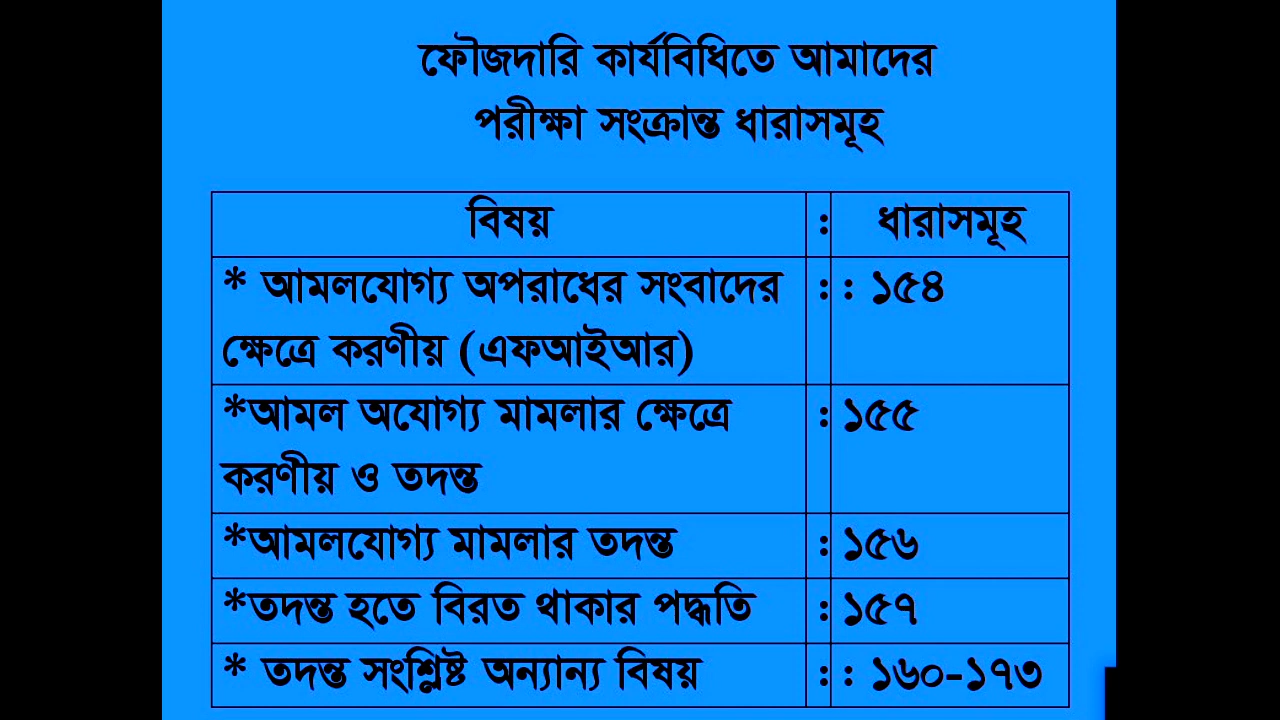 ফৌজদারি কার্যবিধিতে আমাদের
পরীক্ষা সংক্রান্ত ধারাসমূহ
বিষয় : ধারাসমূহ
* আমলযোগ্য অপরাধের সংবাদের : : ১৫৪
ক্ষেত্রে করণীয় (এফআইআর)
*আমল অযোগ্য মামলার ক্ষেত্রে : ১৫৫
করণীয় ও তদন্ত
*আমলযোগ্য মামলার তদন্ত : ১৫৬
*তদন্ত হতে বিরত থাকার পদ্ধতি : ১৫৭
* তদন্ত সংশ্লিষ্ট অন্যান্য বিষয় : : ১৬০-১৭৩